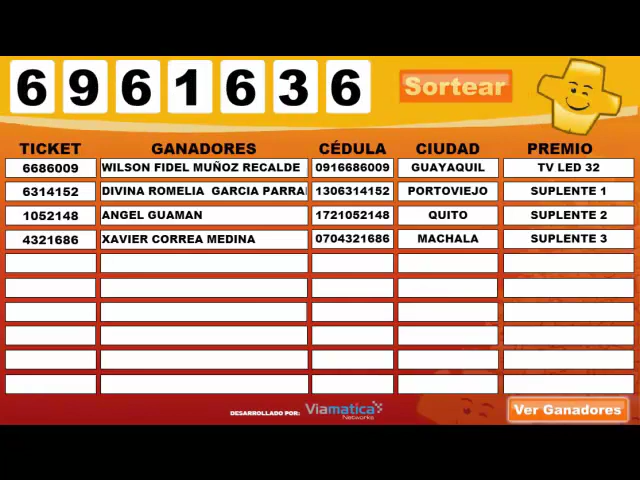 6961636
Sortear
TICKET GANADORES CÉDULA CIUDAD PREMIO
6686009 WILSON FIDEL MUÑOZ RECALDE 0916686009 GUAYAQUIL TV LED 32
6314152 DIVINA ROMELIA GARCIA PARRA 1306314152 PORTOVIEJO SUPLENTE 1
1052148 ANGEL GUAMAN 1721052148 QUITO SUPLENTE 2
4321686 XAVIER CORREA MEDINA 0704321686 MACHALA SUPLENTE 3
DESARROLLADO POR: Viamatica Networks
Ver Ganadores